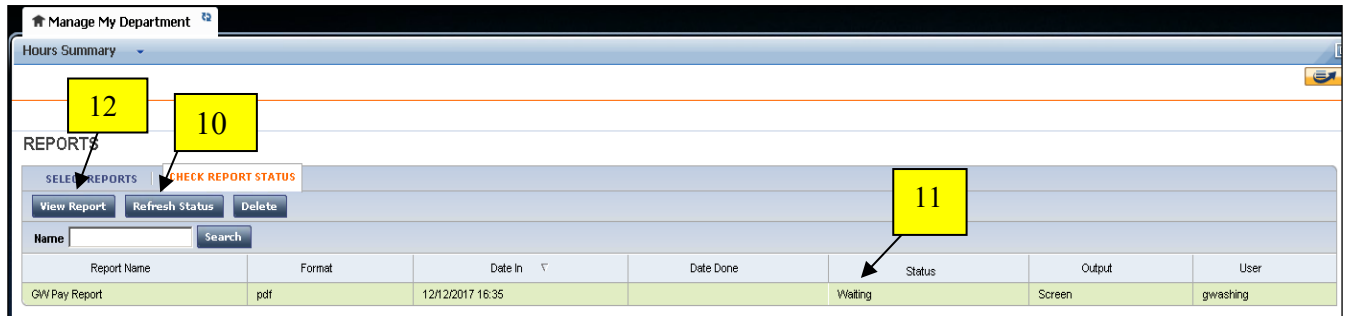 Manage My Department
Hours Summary
12
10
REPORTS
SELECT REPORTS | CHECK REPORT STATUS
11
View Report Refresh Status Delete
Name Search
Report Name Format Date In Date Done Status Output User
GW Pay Report pdf 12/12/2017 16:35 Waiting Screen gwashing